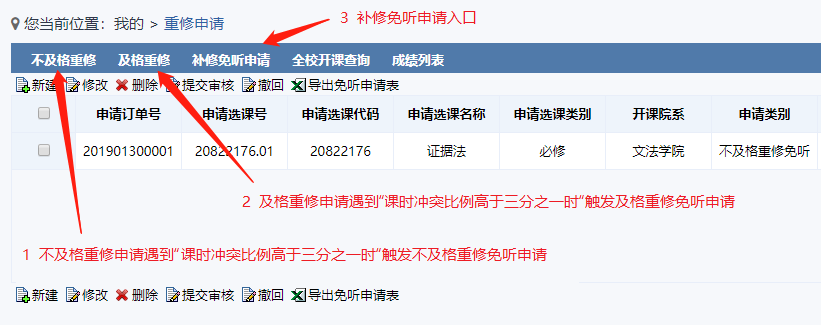 3 补修免听申请入口
您当前位置：我的 > 重修申请
不及格重修 及格重修 补修免听申请 全校开课查询 成绩列表
新建 修改 删除 提交审核 撤回 导出免听申请表
申请订单号 申请选课号 申请选课代码 申请选课名称 申请选课类别 开课院系 申请类别
201901300001 20822176.01 20822176 证据法 必修 文法学院 不及格重修免听
2 及格重修申请遇到“课时冲突比例高于三分之一时”触发及格重修免听申请
1 不及格重修申请遇到“课时冲突比例高于三分之一时”触发不及格重修免听申请
新建 修改 删除 提交审核 撤回 导出免听申请表